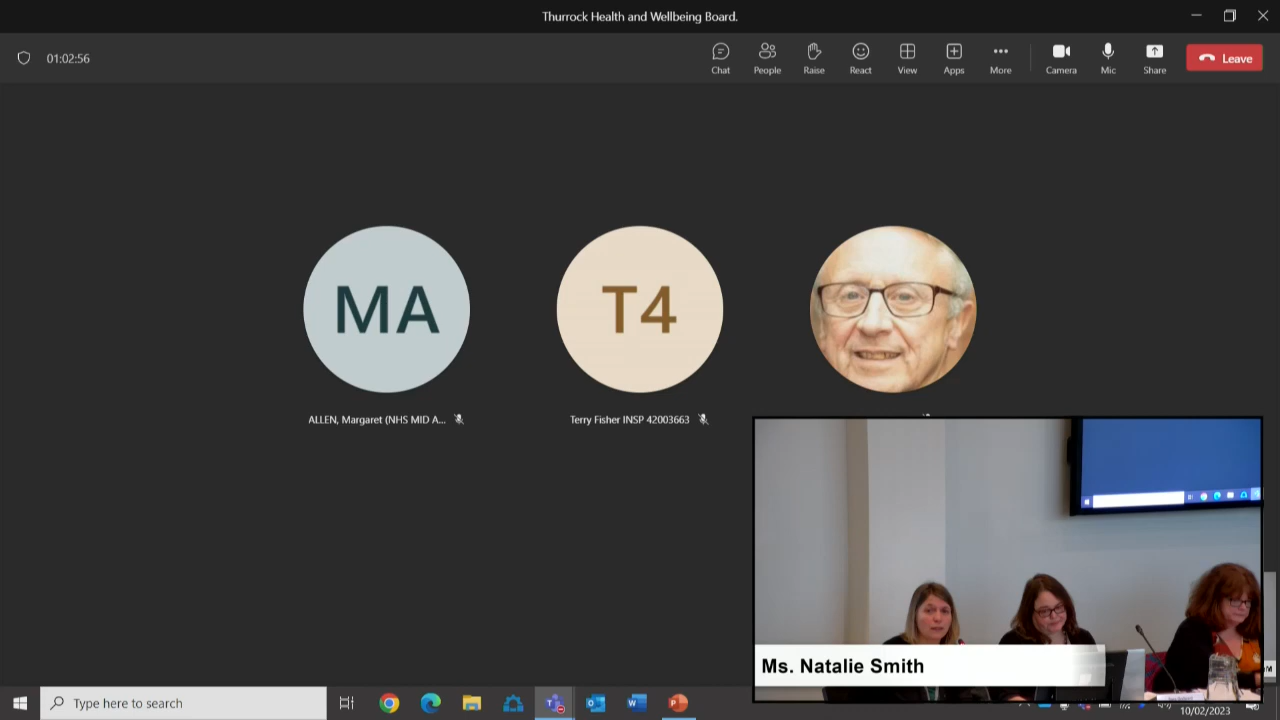 Thurrock Health and Wellbeing Board.
01:02:56
Chat
People
Raise
React
View
Apps
More
Camera
Mic
Share
Leave
MA
T4
ALLEN, Margaret (NHS MID A...
Terry Fisher INSP 42003663
Ms. Natalie Smith
Type here to search
10/02/2023